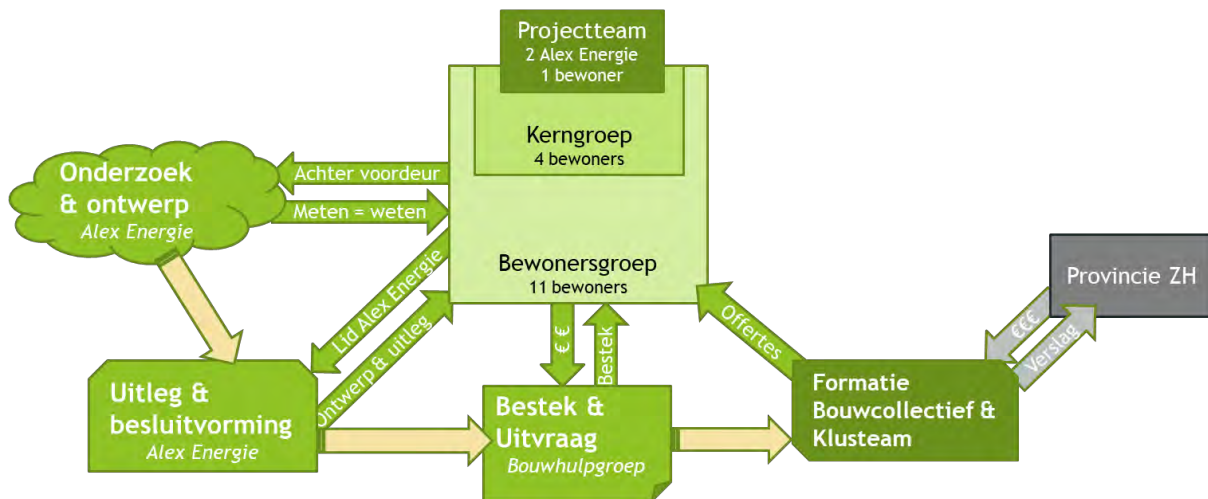 Projectteam
2 Alex Energie
1 bewoner
Kerngroep
4 bewoners
Onderzoek
& ontwerp
Alex Energie
Achter voordeur
Meten = weten
Bewonersgroep
11 bewoners
Provincie ZH
Lid Alex Energie
Ontwerp & uitleg
€ €
Bestek
Offertes
€€€
Verslag
Uitleg &
besluitvorming
Alex Energie
Bestek &
Uitvraag
Bouwhulpgroep
Formatie
Bouwcollectief &
Klusteam